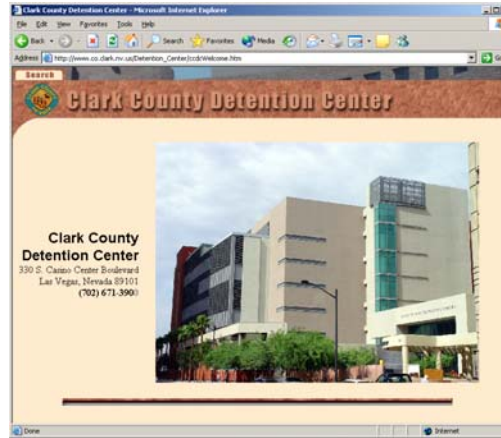 Clark County Detention Center - Microsoft Internet Explorer
File Edit View Favorites Tools Help
Back Search Favorites Media
Address http://www.co.clark.nv.us/Detention_Center/ccdcWelcome.htm Go
Search
Clark County Detention Center
Clark County
Detention Center
330 S. Casino Center Boulevard
Las Vegas, Nevada 89101
(702) 671-3900
Done Internet